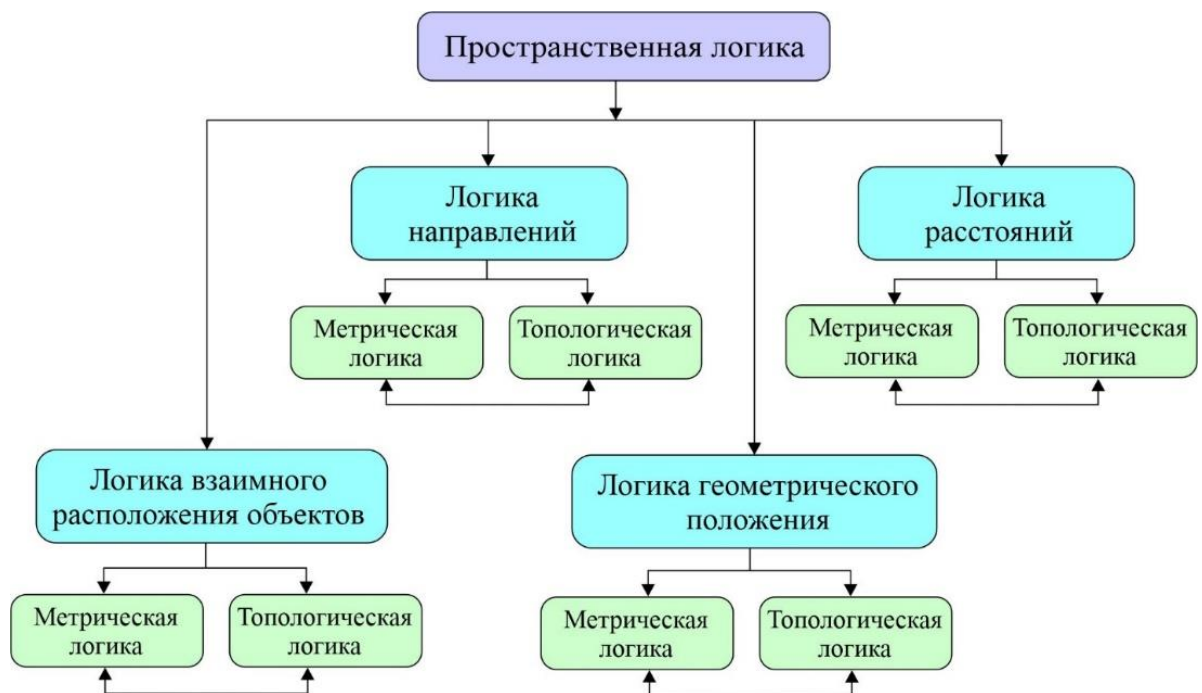 Пространственная логика
Логика
направлений
Логика
расстояний
Метрическая
логика
Топологическая
логика
Метрическая
логика
Топологическая
логика
Логика взаимного
расположения объектов
Логика геометрического
положения
Метрическая
логика
Топологическая
логика
Метрическая
логика
Топологическая
логика